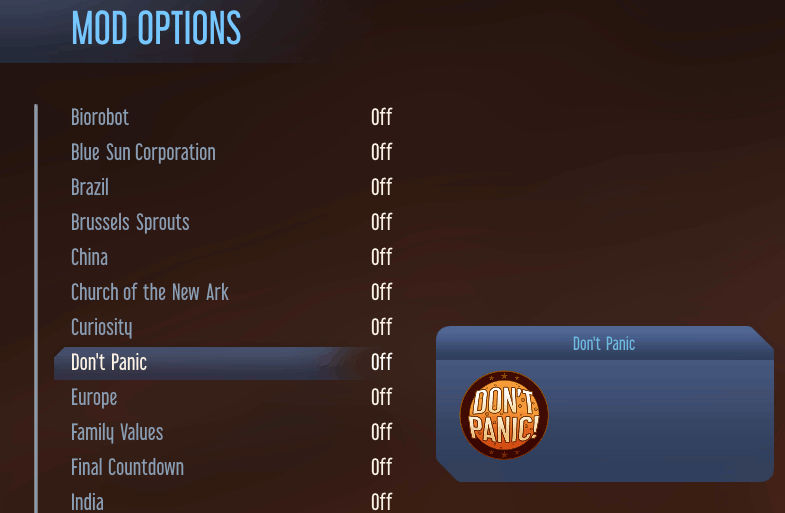 MOD OPTIONS
Biorobot Off
Blue Sun Corporation Off
Brazil Off
Brussels Sprouts Off
China Off
Church of the New Ark Off
Curiosity Off
Don't Panic Off
Europe Off
Family Values Off
Final Countdown Off
India Off
Don't Panic
DON'T
PANIC!